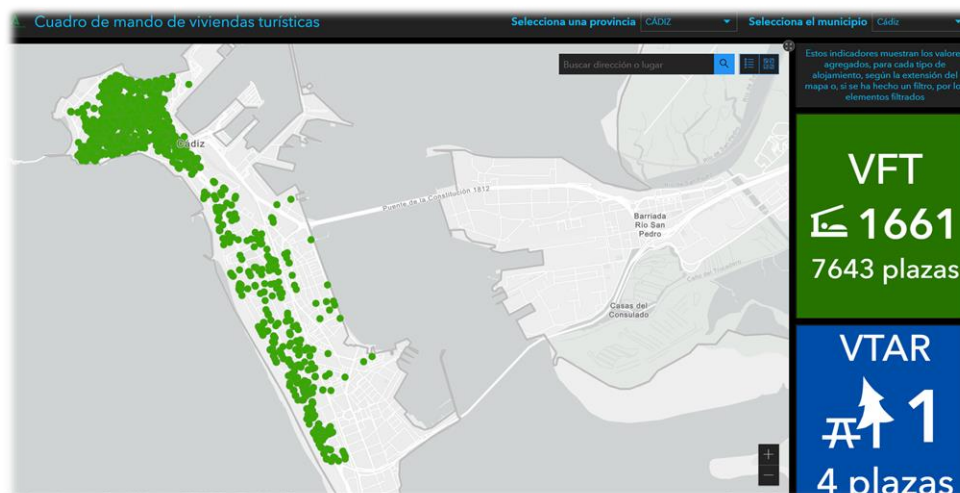 Cuadro de mando de viviendas turísticas
Selecciona una provincia CÁDIZ
Selecciona el municipio Cádiz
Buscar dirección o lugar
Estos indicadores muestran los valores
agregados, para cada tipo de
alojamiento, según la extensión del
mapa o, si se ha hecho un filtro, por
elementos filtrados
Cádiz
Puente de la Constitución 1812
Barriada
Río San
Pedro
Casas del
Consulado
VFT
1661
7643 plazas
VTAR
1
4 plazas
+
−